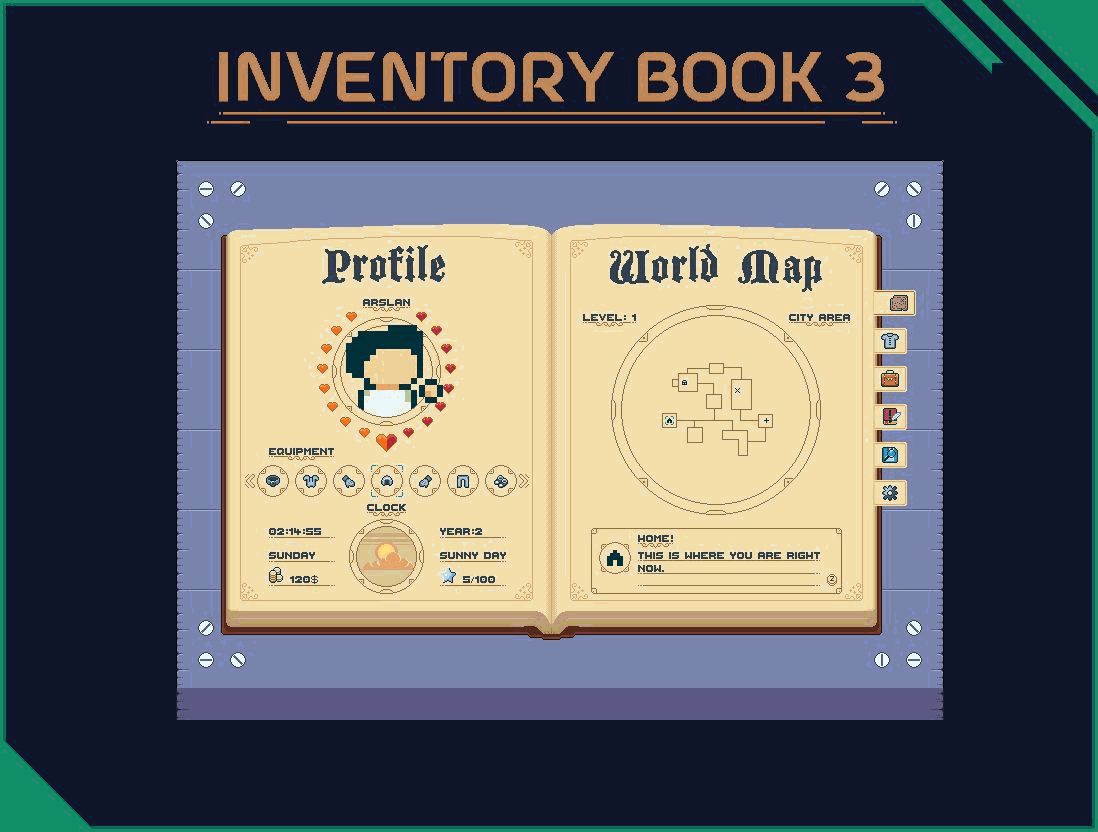 INVENTORY BOOK 3
Profile
ARSLAN
EQUIPMENT
CLOCK
02:14:55
SUNDAY
120$
YEAR:2
SUNNY DAY
5/100
World Map
LEVEL: 1
CITY AREA
HOME!
THIS IS WHERE YOU ARE RIGHT
NOW.
Z